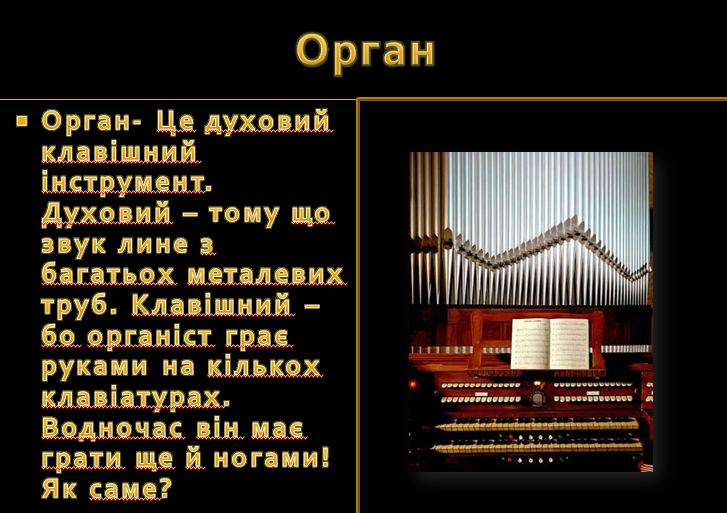 Орган
Орган- Це духовий
клавішний
інструмент.
Духовий – тому що
звук лине з
багатьох металевих
труб. Клавішний –
бо органіст грає
руками на кількох
клавіатурах.
Водночас він має
грати ще й ногами!
Як саме?